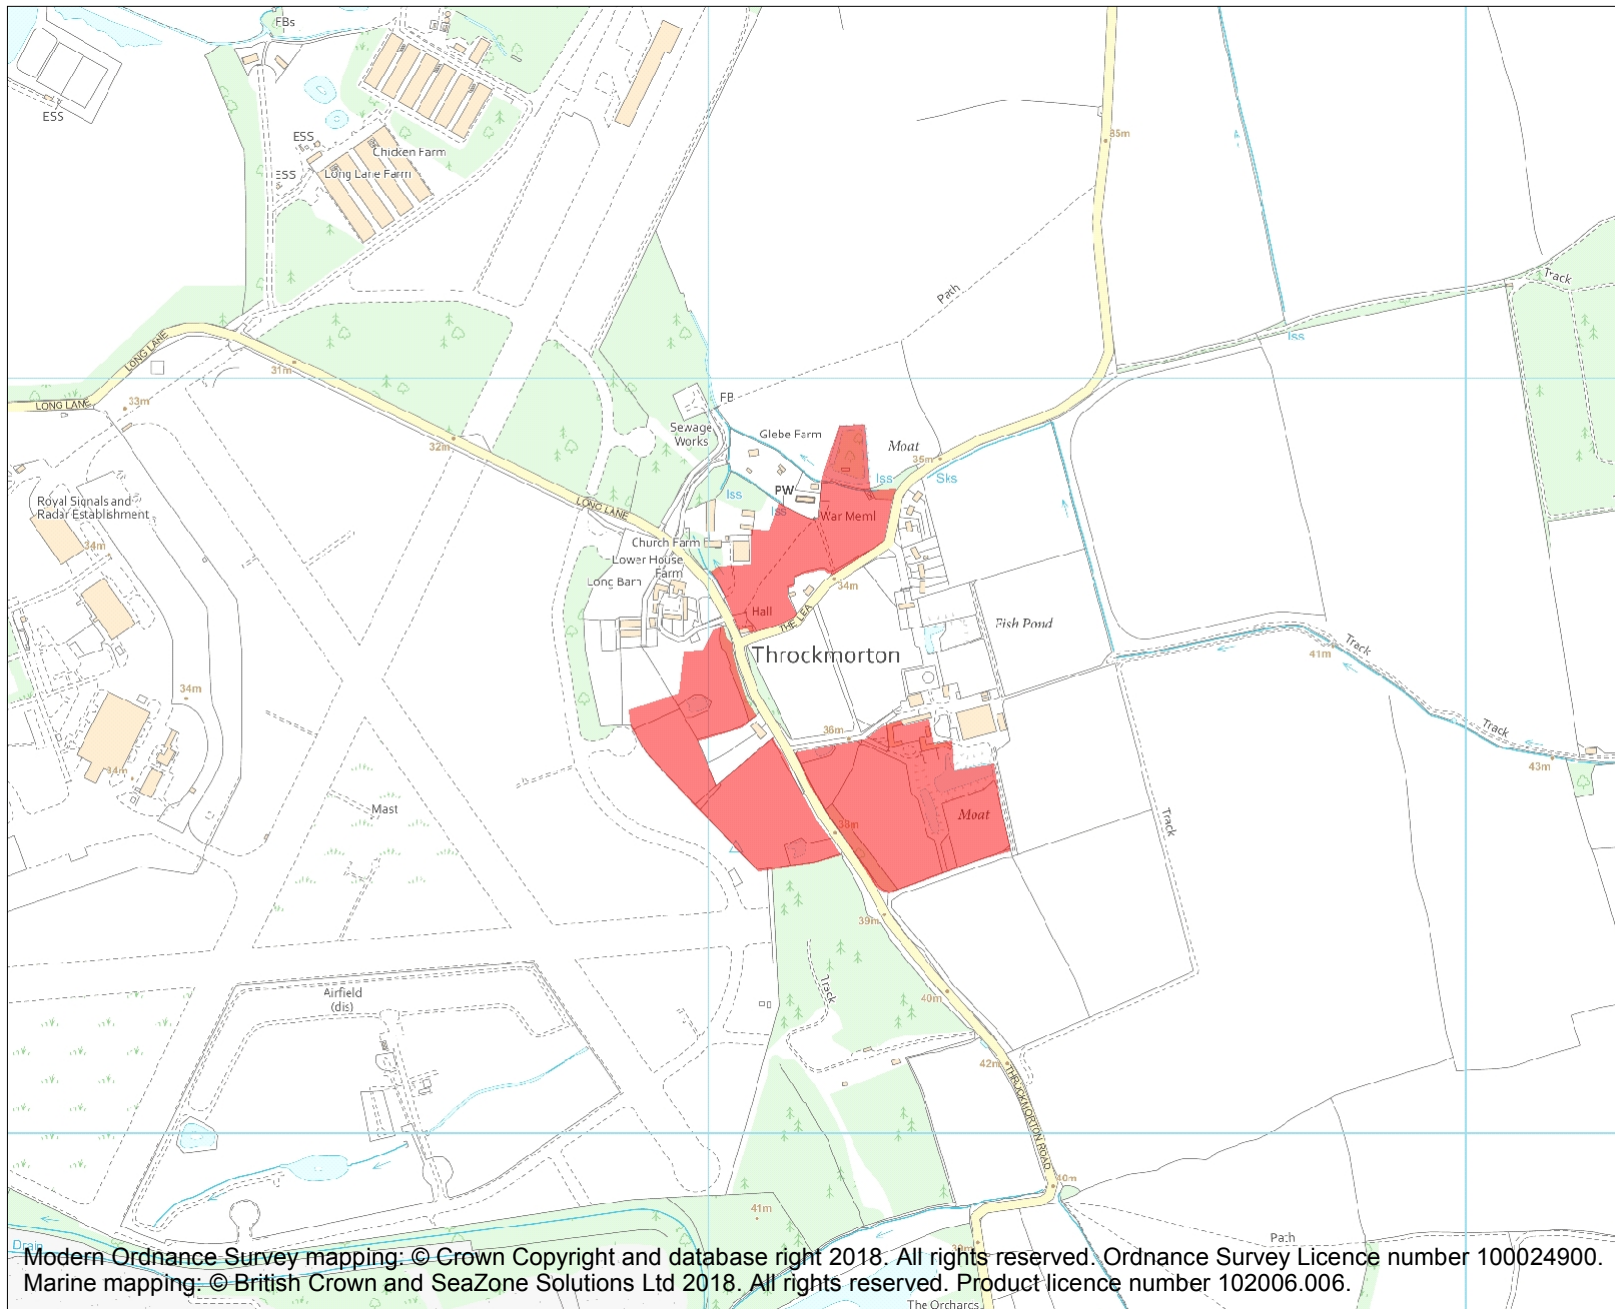 FBs
ESS
ESS
Chicken Farm
ESS
Long Lane Farm
35m
Path
Track
Iss
LONG LANE
LONG LANE
31m
33m
32m
FB
Sewage
Works
Glebe Farm
Moat
36m
Iss
Sks
Iss
PW
Iss
War Meml
LONG LANE
Royal Signals and
Radar Establishment
34m
Church Farm
Lower House
Farm
Long Barn
34m
Hall
THE LEA
Fish Pond
Throckmorton
Track
41m
34m
36m
Track
43m
34m
Mast
38m
Moat
Track
39m
Airfield
(dis)
Track
40m
42m
THROCKMORTON ROAD
40m
41m
Path
Drain
Modern Ordnance Survey mapping: © Crown Copyright and database right 2018. All rights reserved. Ordnance Survey Licence number 100024900.
Marine mapping: © British Crown and SeaZone Solutions Ltd 2018. All rights reserved. Product licence number 102006.006.
The Orchards